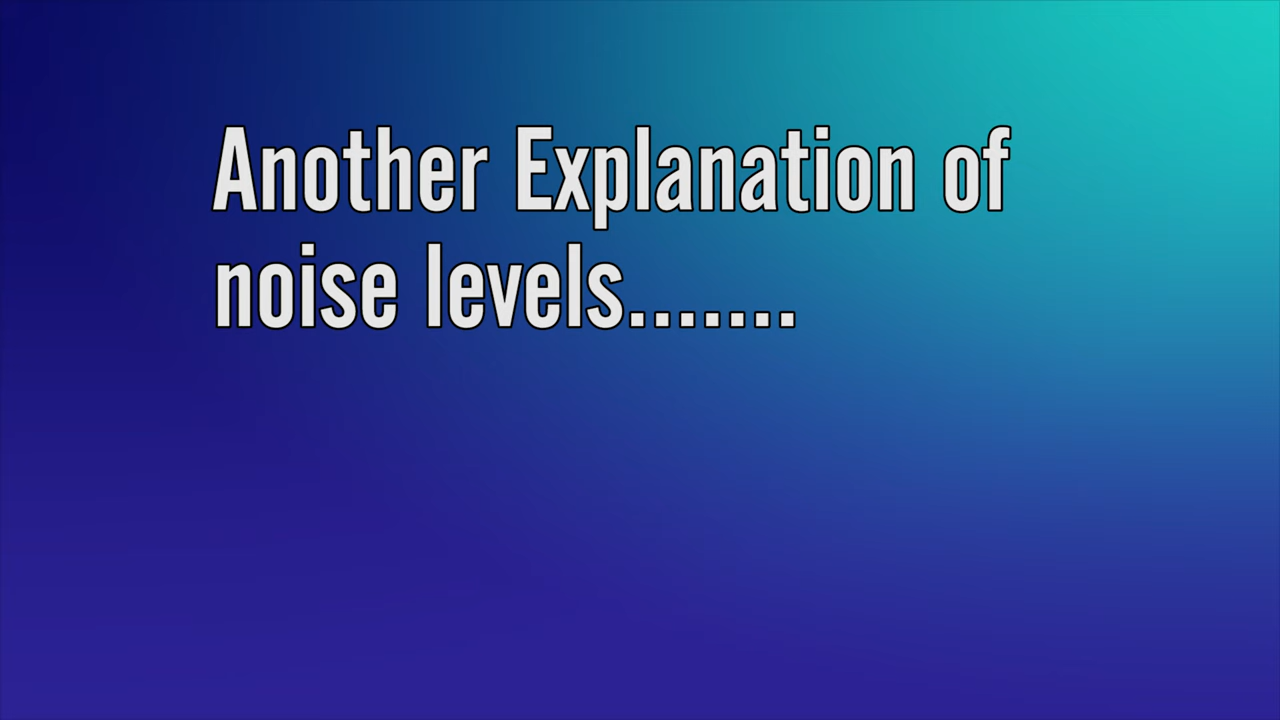 Another Explanation of
noise levels.......